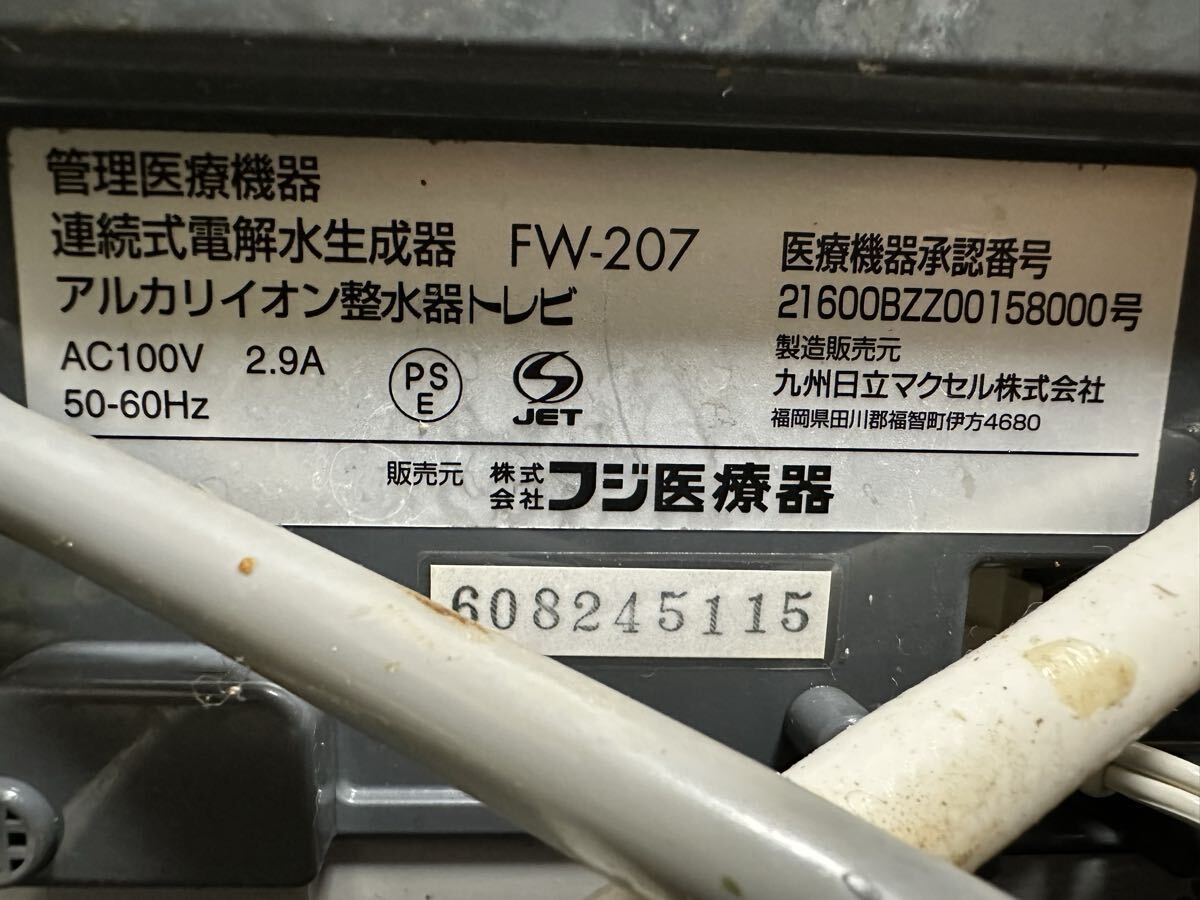 管理医療機器
連続式電解水生成器 FW-207
アルカリイオン整水器トレビ
AC100V 2.9A
50-60Hz
PS
E
JET
医療機器承認番号
21600BZZ00158000号
製造販売元
九州日立マクセル株式会社
福岡県田川郡福智町伊方4680
販売元 株式会社 フジ医療器
608245115